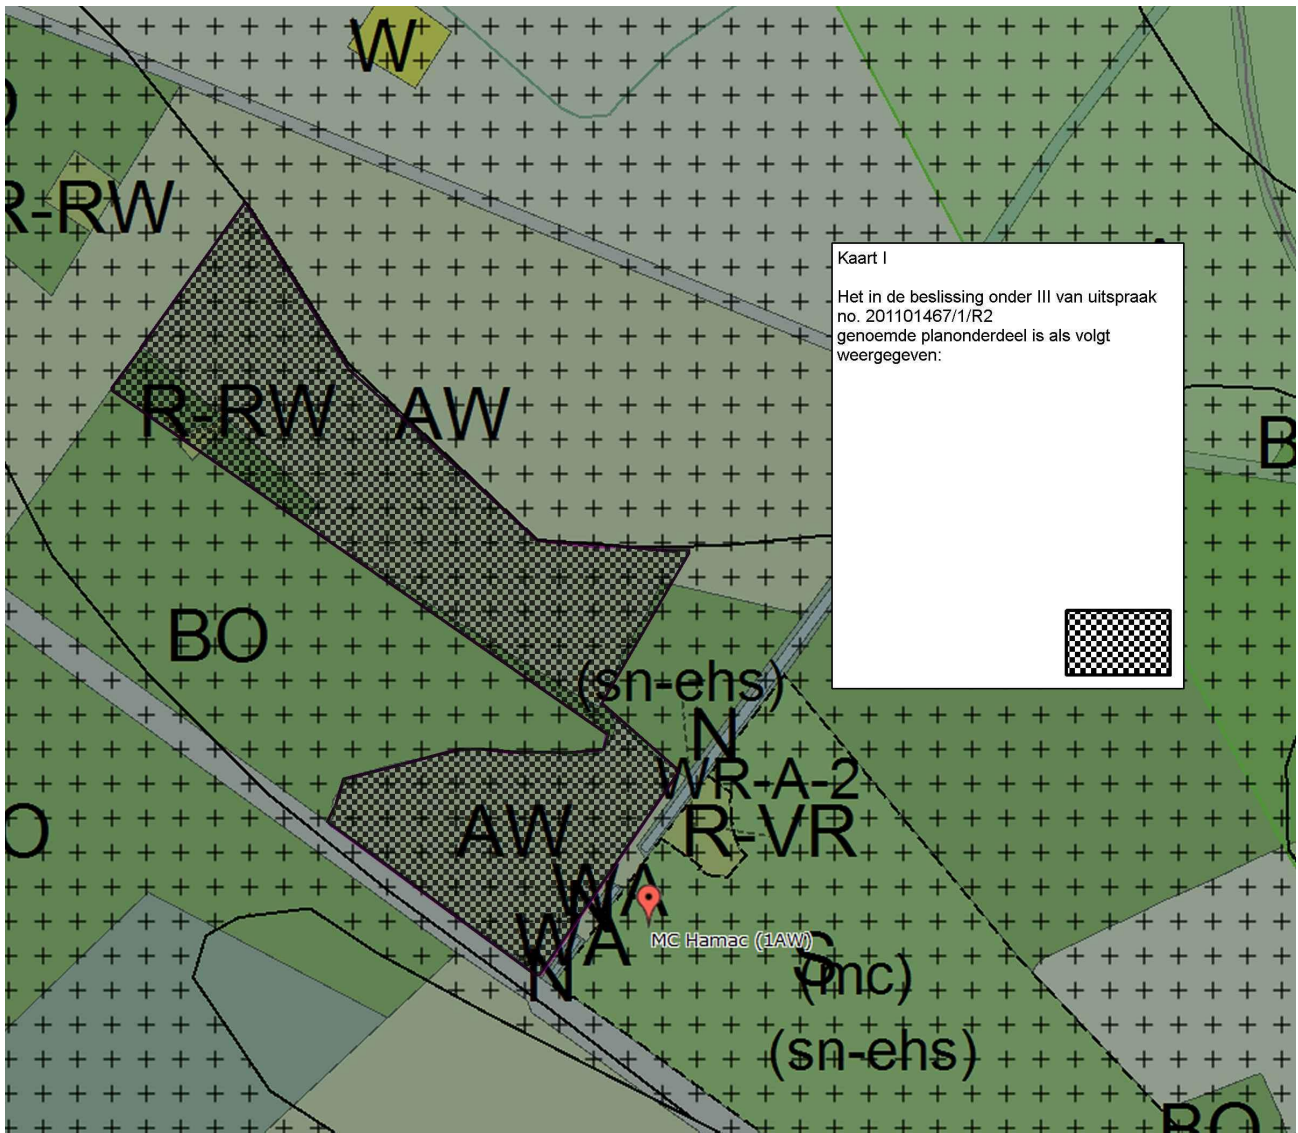 W
R-RW
Kaart I
Het in de beslissing onder III van uitspraak
no. 201101467/1/R2
genoemde planonderdeel is als volgt
weergegeven:
R-RW
AW
B
BO
(sn-ehs)
N
WR-A-2
R-VR
AW
O
WA
WA
N
MC Hamac (1AW)
S
(mc)
(sn-ehs)
BO